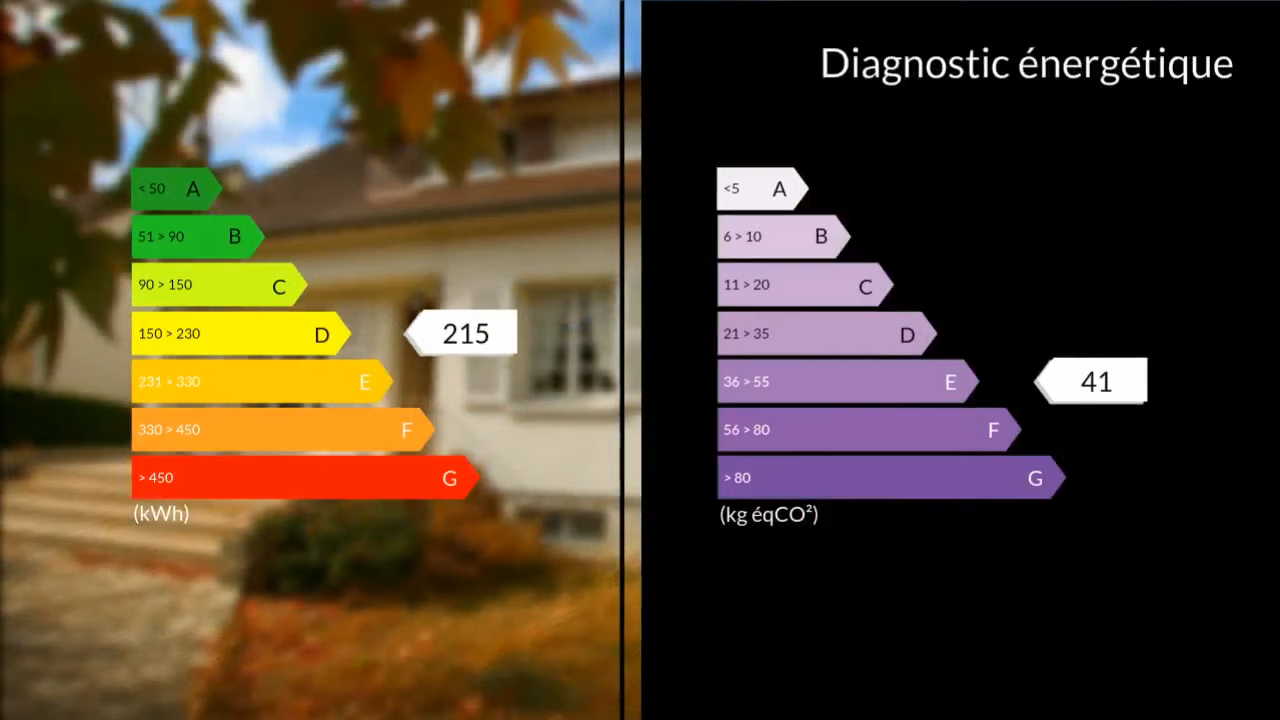 Diagnostic énergétique
< 50 A
51 > 90 B
90 > 150 C
150 > 230 D
215
231 > 330 E
330 > 450 F
> 450 G
(kWh)
<5 A
6 > 10 B
11 > 20 C
21 > 35 D
36 > 55 E
41
56 > 80 F
> 80 G
(kg éqCO²)